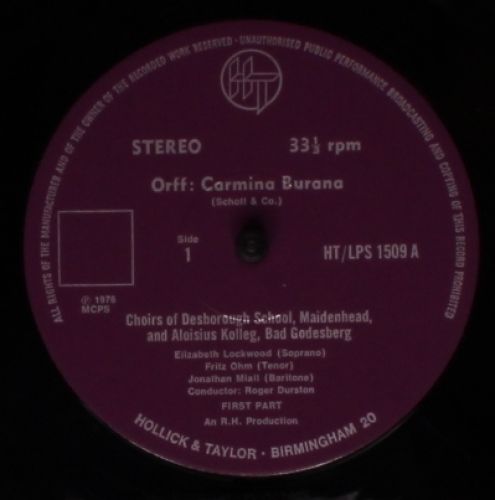 ALL RIGHTS OF THE MANUFACTURER AND OF THE OWNER OF THE RECORDED WORK RESERVED · UNAUTHORISED PUBLIC PERFORMANCE BROADCASTING AND COPYING OF THIS RECORD PROHIBITED
STEREO 33⅓ rpm
Orff: Carmina Burana
(Schott & Co.)
Side
1
HT/LPS 1509 A
℗ 1976
MCPS
Choirs of Desborough School, Maidenhead,
and Aloisius Kolleg, Bad Godesberg
Elizabeth Lockwood (Soprano)
Fritz Ohm (Tenor)
Jonathan Miall (Baritone)
Conductor: Roger Durston
FIRST PART
An R.H. Production
HOLLICK & TAYLOR · BIRMINGHAM 20